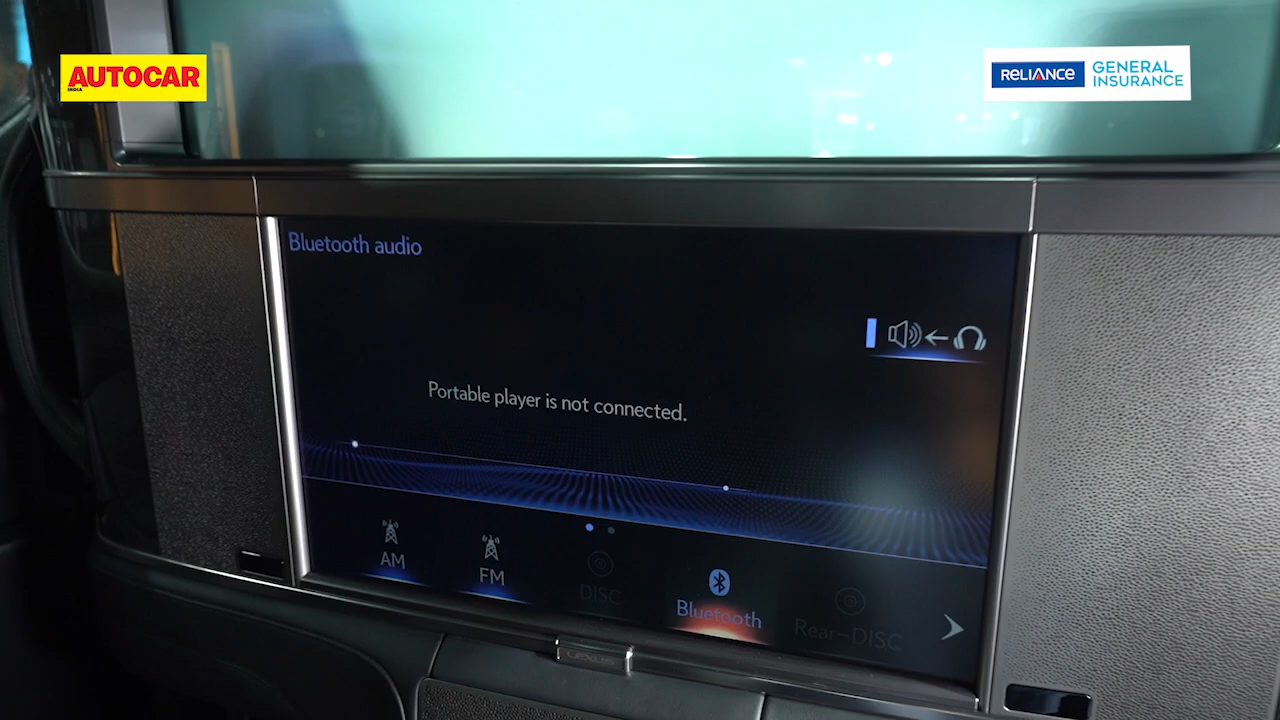 AUTOCAR
INDIA
RELIANCE
GENERAL
INSURANCE
Bluetooth audio
Portable player is not connected.
AM
FM
DISC
Bluetooth
Rear-DISC
LEXUS